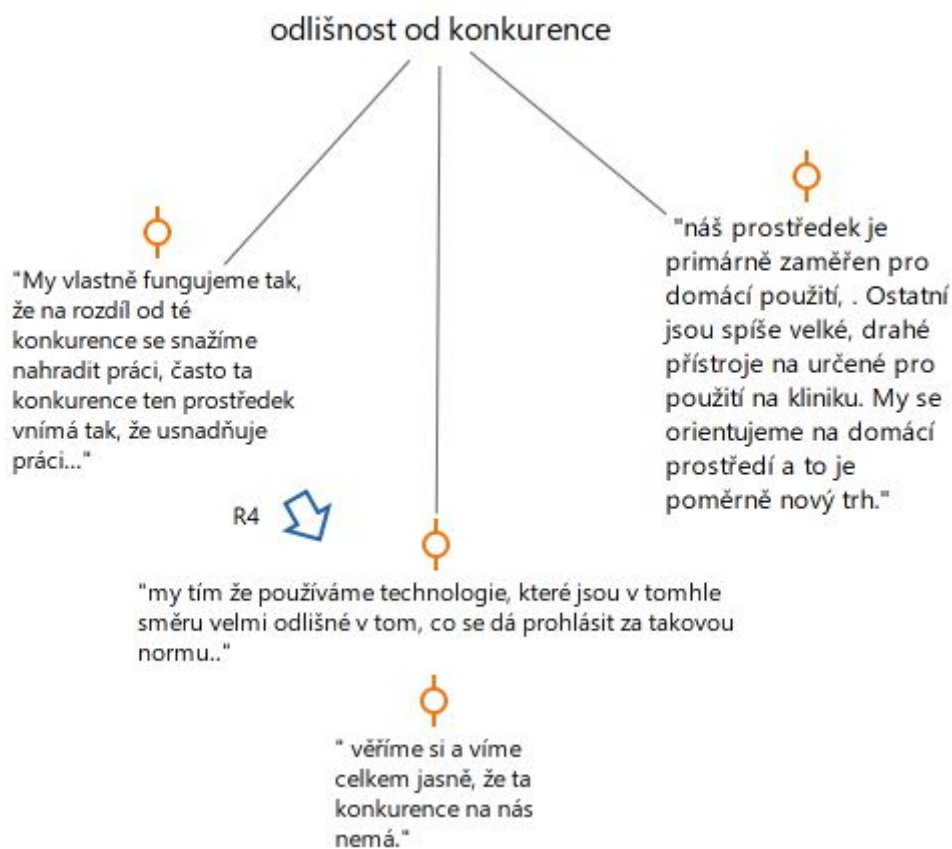 odlišnost od konkurence
"My vlastně fungujeme tak,
že na rozdíl od té
konkurence se snažíme
nahradit práci, často ta
konkurence ten prostředek
vnímá tak, že usnadňuje
práci..."
"náš prostředek je
primárně zaměřen pro
domácí použití, . Ostatní
jsou spíše velké, drahé
přístroje na určené pro
použití na kliniku. My se
orientujeme na domácí
prostředí a to je
poměrně nový trh."
R4
"my tím že používáme technologie, které jsou v tomhle
směru velmi odlišné v tom, co se dá prohlásit za takovou
normu.."
" věříme si a víme
celkem jasně, že ta
konkurence na nás
nemá."